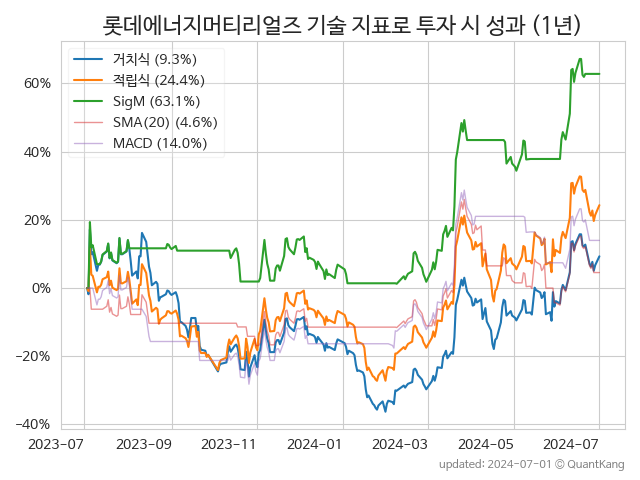 롯데에너지머티리얼즈 기술 지표로 투자 시 성과 (1년)
거치식 (9.3%)
적립식 (24.4%)
SigM (63.1%)
SMA(20) (4.6%)
MACD (14.0%)
60%
40%
20%
0%
−20%
−40%
2023-07
2023-09
2023-11
2024-01
2024-03
2024-05
2024-07
updated: 2024-07-01 © QuantKang